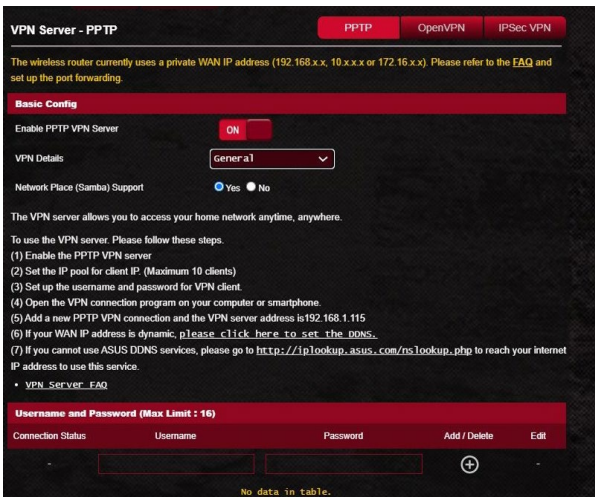 VPN Server - PPTP
PPTP
OpenVPN
IPSec VPN
The wireless router currently uses a private WAN IP address (192.168.x.x, 10.x.x.x or 172.16.x.x). Please refer to the FAQ and
set up the port forwarding.
Basic Config
Enable PPTP VPN Server
ON
VPN Details
General
Network Place (Samba) Support
Yes
No
The VPN server allows you to access your home network anytime, anywhere.
To use the VPN server. Please follow these steps.
(1) Enable the PPTP VPN server
(2) Set the IP pool for client IP. (Maximum 10 clients)
(3) Set up the username and password for VPN client.
(4) Open the VPN connection program on your computer or smartphone.
(5) Add a new PPTP VPN connection and the VPN server address is192.168.1.115
(6) If your WAN IP address is dynamic, please click here to set the DDNS.
(7) If you cannot use ASUS DDNS services, please go to http://iplookup.asus.com/nslookup.php to reach your internet
IP address to use this service.
• VPN Server FAQ
Username and Password (Max Limit : 16)
Connection Status
Username
Password
Add / Delete
Edit
-
-
No data in table.